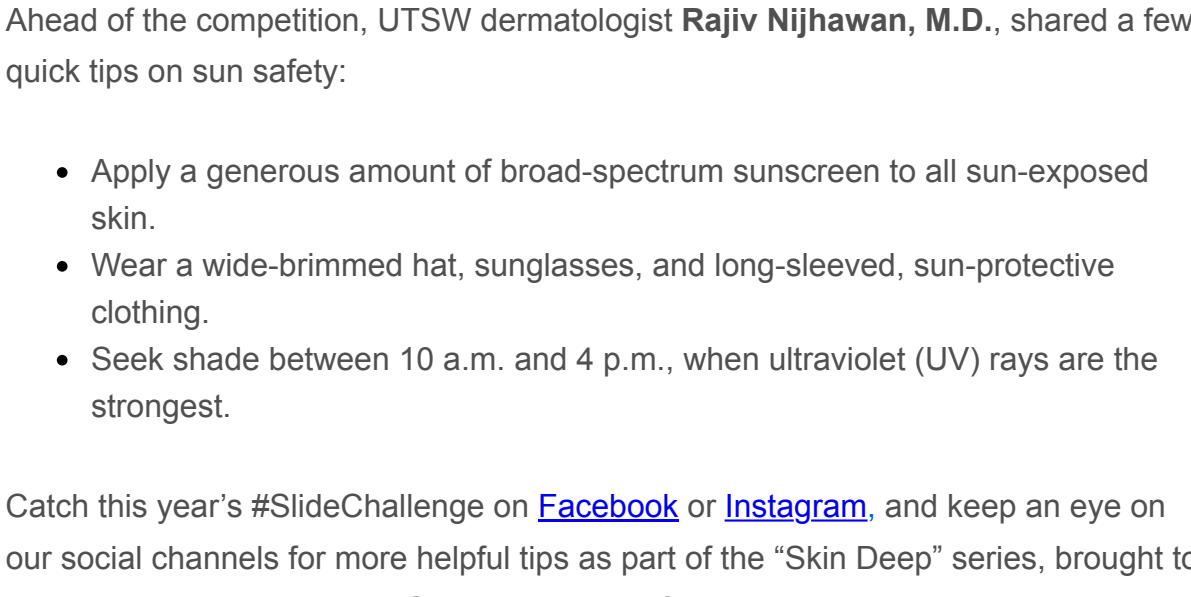 Ahead of the competition, UTSW dermatologist Rajiv Nijhawan, M.D., shared a few
quick tips on sun safety:
• Apply a generous amount of broad-spectrum sunscreen to all sun-exposed
skin.
• Wear a wide-brimmed hat, sunglasses, and long-sleeved, sun-protective
clothing.
• Seek shade between 10 a.m. and 4 p.m., when ultraviolet (UV) rays are the
strongest.
Catch this year’s #SlideChallenge on Facebook or Instagram, and keep an eye on
our social channels for more helpful tips as part of the “Skin Deep” series, brought to